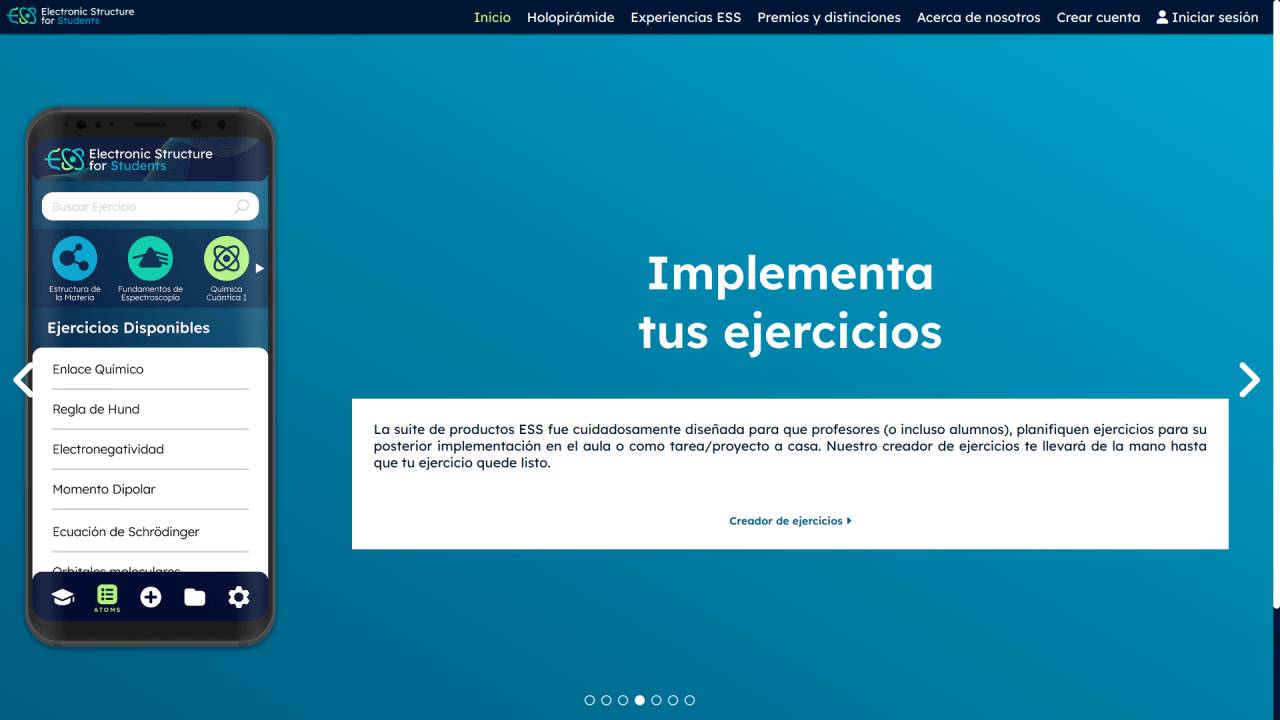 Electronic Structure
for Students
Inicio Holopirámide Experiencias ESS Premios y distinciones Acerca de nosotros Crear cuenta Iniciar sesión
ESS Electronic Structure
for Students
Buscar Ejercicio
Estructura de
la Materia
Fundamentos de
Espectroscopía
Química
Cuántica 1
Ejercicios Disponibles
Enlace Químico
Regla de Hund
Electronegatividad
Momento Dipolar
Ecuación de Schrödinger
Orbitales moleculares
ATOMS
Implementa
tus ejercicios
La suite de productos ESS fue cuidadosamente diseñada para que profesores (o incluso alumnos), planifiquen ejercicios para su
posterior implementación en el aula o como tarea/proyecto a casa. Nuestro creador de ejercicios te llevará de la mano hasta
que tu ejercicio quede listo.
Creador de ejercicios